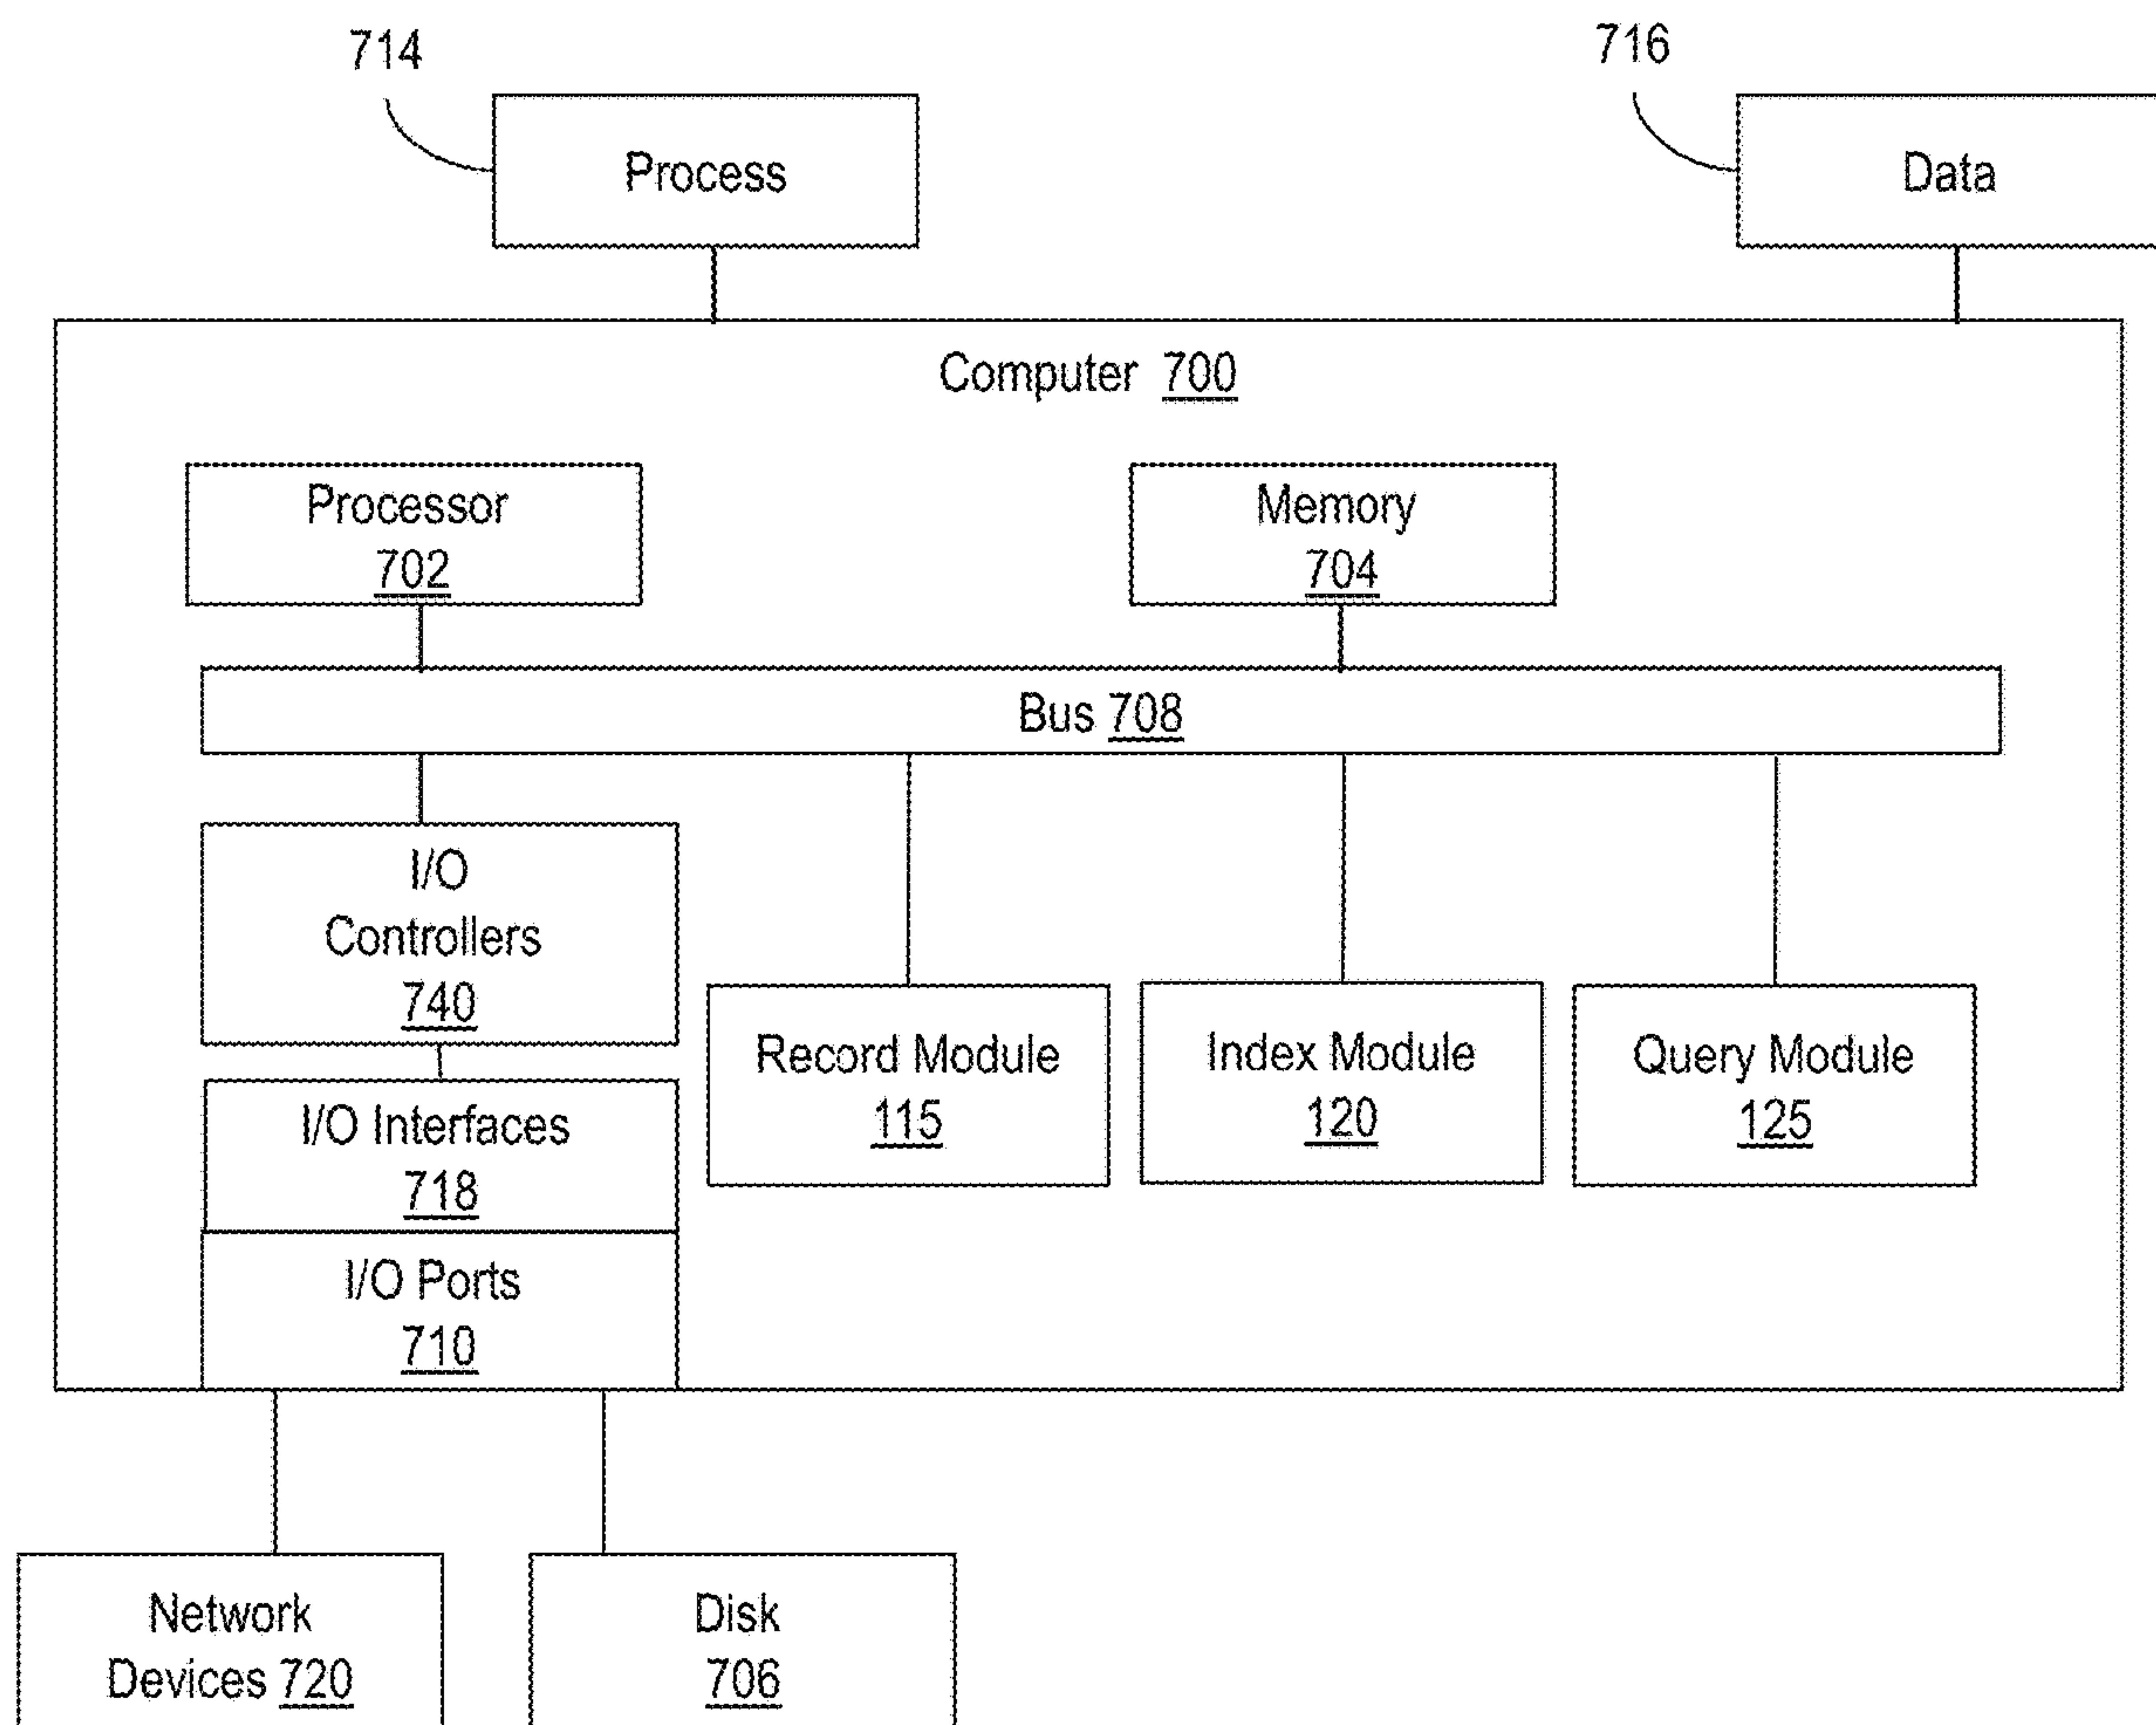 714
716
Process
Data
Computer 700
Processor
702
Memory
704
Bus 708
I/O
Controllers
740
Record Module
115
Index Module
120
Query Module
125
I/O Interfaces
718
I/O Ports
710
Network
Devices 720
Disk
706